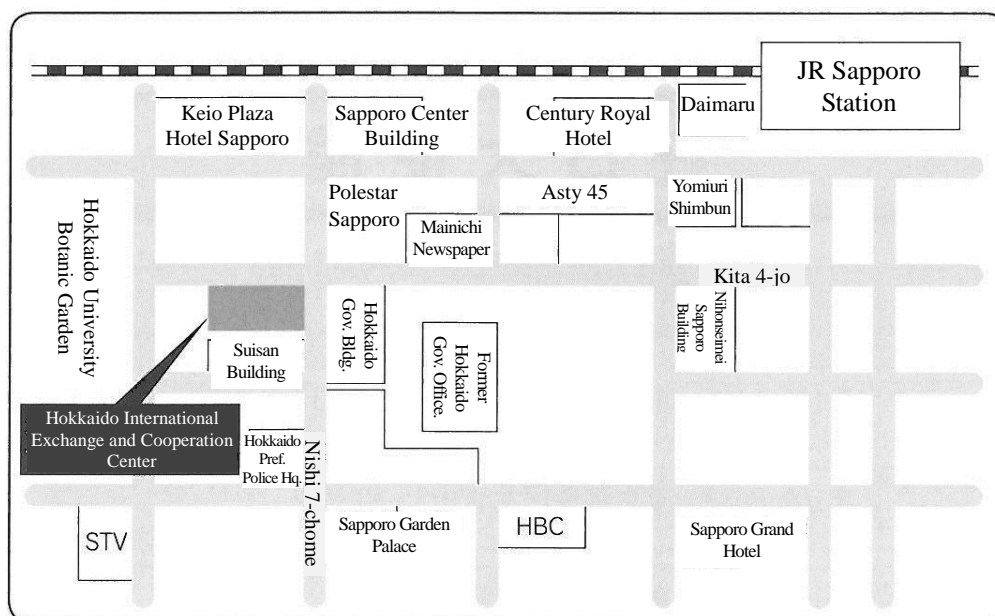 JR Sapporo
Station
Keio Plaza
Hotel Sapporo
Sapporo Center
Building
Century Royal
Hotel
Daimaru
Hokkaido University
Botanic Garden
Polestar
Sapporo
Mainichi
Newspaper
Asty 45
Yomiuri
Shimbun
Kita 4-jo
Suisan
Building
Hokkaido
Gov. Bldg.
Former
Hokkaido
Gov. Office.
Nihonseimei
Sapporo
Building
Hokkaido International
Exchange and Cooperation
Center
Hokkaido
Pref.
Police Hq.
Nishi 7-chome
STV
Sapporo Garden
Palace
HBC
Sapporo Grand
Hotel